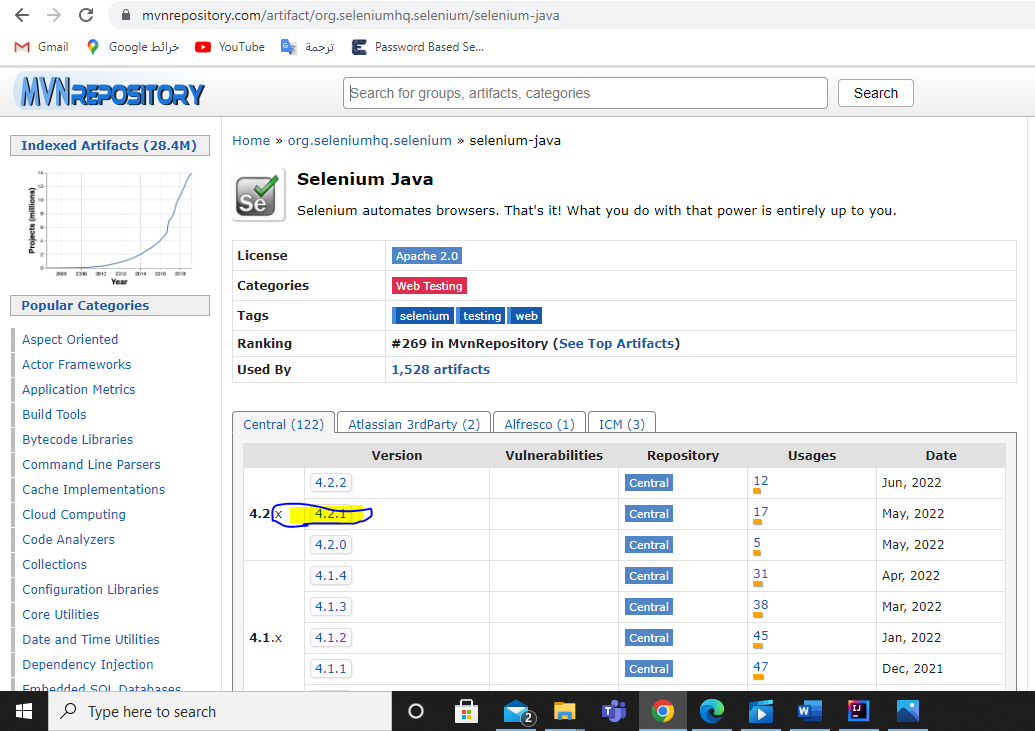 mvnrepository.com/artifact/org.seleniumhq.selenium/selenium-java
Gmail
خرائط Google
YouTube
ترجمة
Password Based Se...
MVNREPOSITORY
Search for groups, artifacts, categories
Search
Indexed Artifacts (28.4M)
Projects (millions)
Year
Popular Categories
Aspect Oriented
Actor Frameworks
Application Metrics
Build Tools
Bytecode Libraries
Command Line Parsers
Cache Implementations
Cloud Computing
Code Analyzers
Collections
Configuration Libraries
Core Utilities
Date and Time Utilities
Dependency Injection
Embedded SQL Databases
Home » org.seleniumhq.selenium » selenium-java
Se
Selenium Java
Selenium automates browsers. That's it! What you do with that power is entirely up to you.
License Apache 2.0
Categories Web Testing
Tags selenium testing web
Ranking #269 in MvnRepository (See Top Artifacts)
Used By 1,528 artifacts
Central (122) Atlassian 3rdParty (2) Alfresco (1) ICM (3)
Version Vulnerabilities Repository Usages Date
4.2.2 Central 12 Jun, 2022
4.2.x 4.2.1 Central 17 May, 2022
4.2.0 Central 5 May, 2022
4.1.4 Central 31 Apr, 2022
4.1.3 Central 38 Mar, 2022
4.1.x 4.1.2 Central 45 Jan, 2022
4.1.1 Central 47 Dec, 2021
Type here to search
2
W
IJ